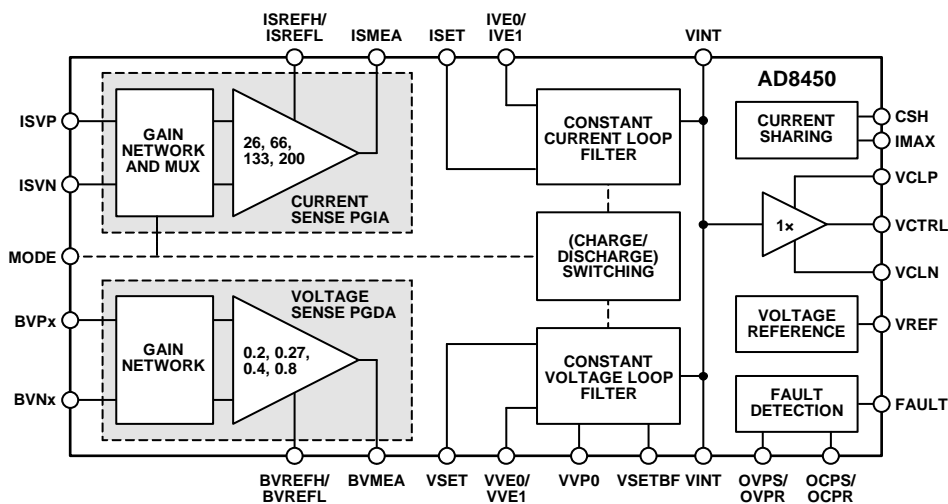 ISREFH/
ISREFL
ISMEA
ISET
IVE0/
IVE1
VINT
AD8450
ISVP
ISVN
MODE
BVPx
BVNx
GAIN
NETWORK
AND MUX
26, 66,
133, 200
CURRENT
SENSE PGIA
CONSTANT
CURRENT LOOP
FILTER
CURRENT
SHARING
CSH
IMAX
VCLP
1×
VCTRL
VCLN
(CHARGE/
DISCHARGE)
SWITCHING
VOLTAGE
SENSE PGDA
GAIN
NETWORK
0.2, 0.27,
0.4, 0.8
CONSTANT
VOLTAGE LOOP
FILTER
VOLTAGE
REFERENCE
VREF
FAULT
DETECTION
FAULT
BVREFH/
BVREFL
BVMEA
VSET
VVE0/
VVE1
VVP0
VSETBF
VINT
OVPS/
OVPR
OCPS/
OCPR